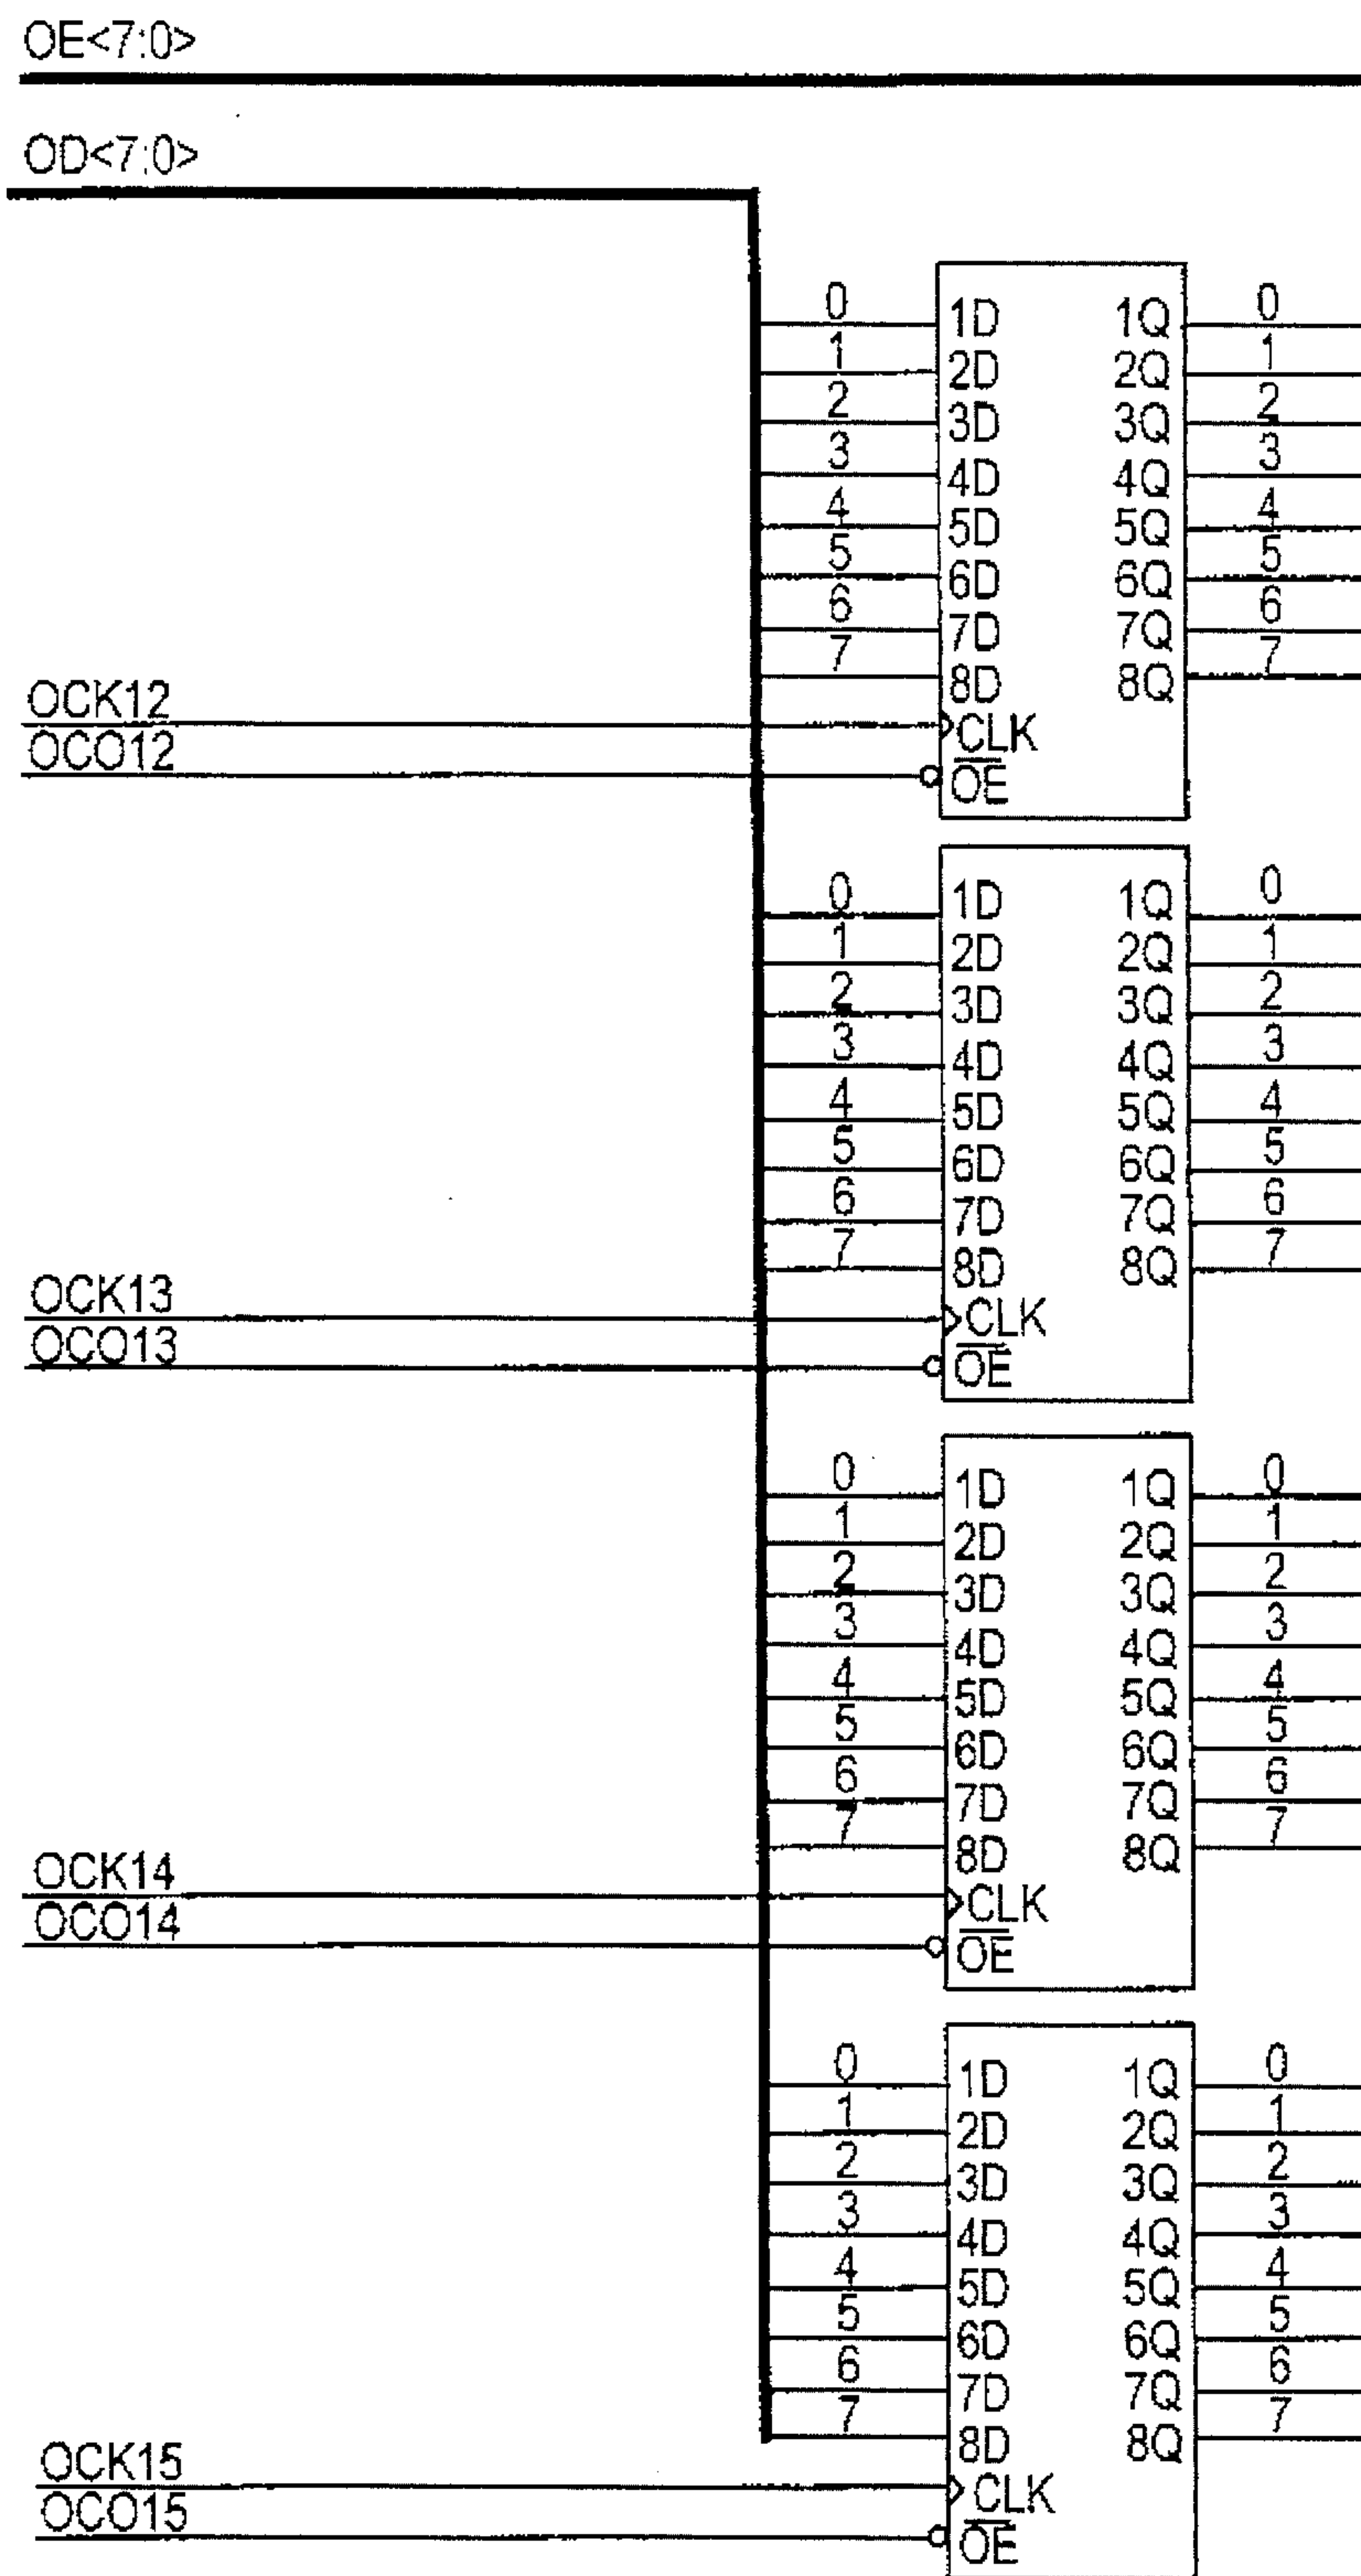 OE<7:0>
OD<7:0>
0 1D 1Q 0
1 2D 2Q 1
2 3D 3Q 2
3 4D 4Q 3
4 5D 5Q 4
5 6D 6Q 5
6 7D 7Q 6
7 8D 8Q 7
OCK12 CLK
OCO12 OE
0 1D 1Q 0
1 2D 2Q 1
2 3D 3Q 2
3 4D 4Q 3
4 5D 5Q 4
5 6D 6Q 5
6 7D 7Q 6
7 8D 8Q 7
OCK13 CLK
OCO13 OE
0 1D 1Q 0
1 2D 2Q 1
2 3D 3Q 2
3 4D 4Q 3
4 5D 5Q 4
5 6D 6Q 5
6 7D 7Q 6
7 8D 8Q 7
OCK14 CLK
OCO14 OE
0 1D 1Q 0
1 2D 2Q 1
2 3D 3Q 2
3 4D 4Q 3
4 5D 5Q 4
5 6D 6Q 5
6 7D 7Q 6
7 8D 8Q 7
OCK15 CLK
OCO15 OE